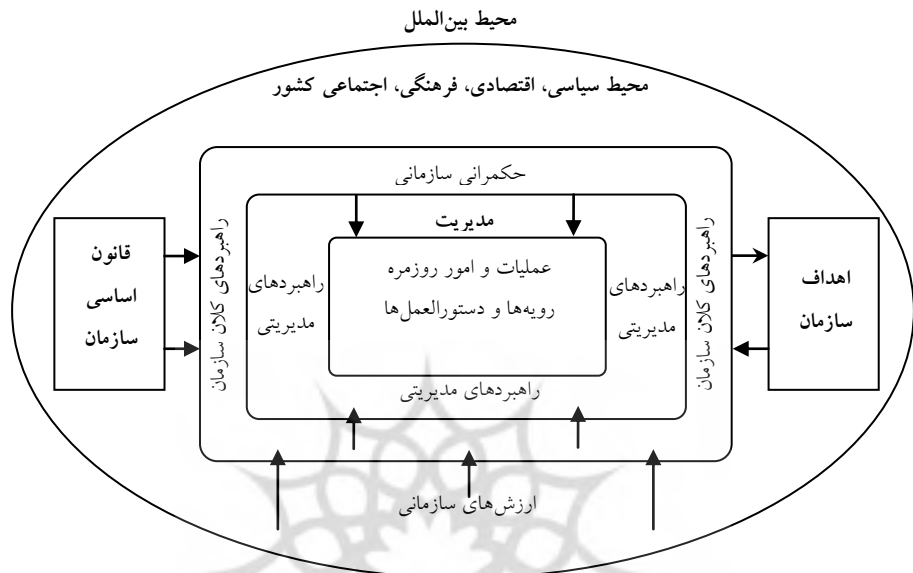 محیط بین‌الملل
محیط سیاسی، اقتصادی، فرهنگی، اجتماعی کشور
حکمرانی سازمانی
قانون
اساسی
سازمان
راهبردهای کلان سازمان
راهبردهای
مدیریتی
مدیریت
عملیات و امور روزمره
رویه‌ها و دستورالعمل‌ها
راهبردهای
مدیریتی
راهبردهای کلان سازمان
اهداف
سازمان
راهبردهای مدیریتی
ارزش‌های سازمانی